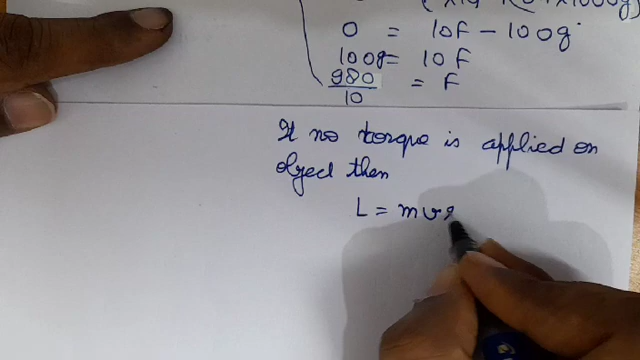 0 = 10F - 100g
100g = 10F
980/10 = F
If no torque is applied on
object then
L = mvr